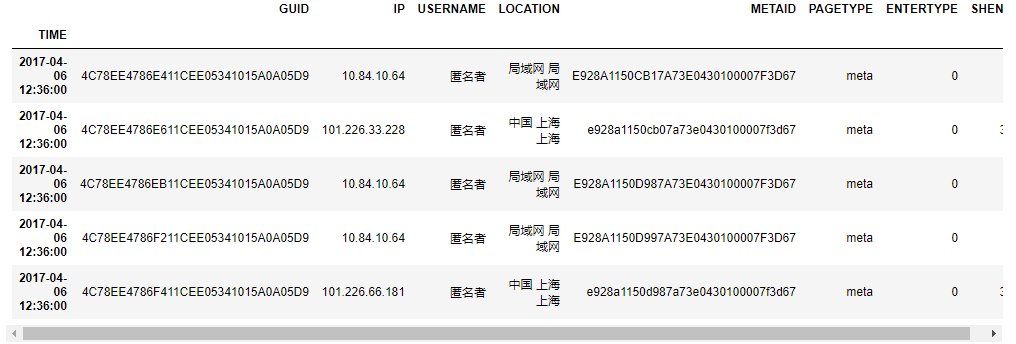 GUID IP USERNAME LOCATION METAID PAGETYPE ENTERTYPE SHEN
TIME
2017-04-
06
12:36:00 4C78EE4786E411CEE05341015A0A05D9 10.84.10.64 匿名者 局域网 局
域网 E928A1150CB17A73E0430100007F3D67 meta 0
2017-04-
06
12:36:00 4C78EE4786E611CEE05341015A0A05D9 101.226.33.228 匿名者 中国 上海
上海 e928a1150cb07a73e0430100007f3d67 meta 0
2017-04-
06
12:36:00 4C78EE4786EB11CEE05341015A0A05D9 10.84.10.64 匿名者 局域网 局
域网 E928A1150D987A73E0430100007F3D67 meta 0
2017-04-
06
12:36:00 4C78EE4786F211CEE05341015A0A05D9 10.84.10.64 匿名者 局域网 局
域网 E928A1150D997A73E0430100007F3D67 meta 0
2017-04-
06
12:36:00 4C78EE4786F411CEE05341015A0A05D9 101.226.66.181 匿名者 中国 上海
上海 e928a1150d987a73e0430100007f3d67 meta 0